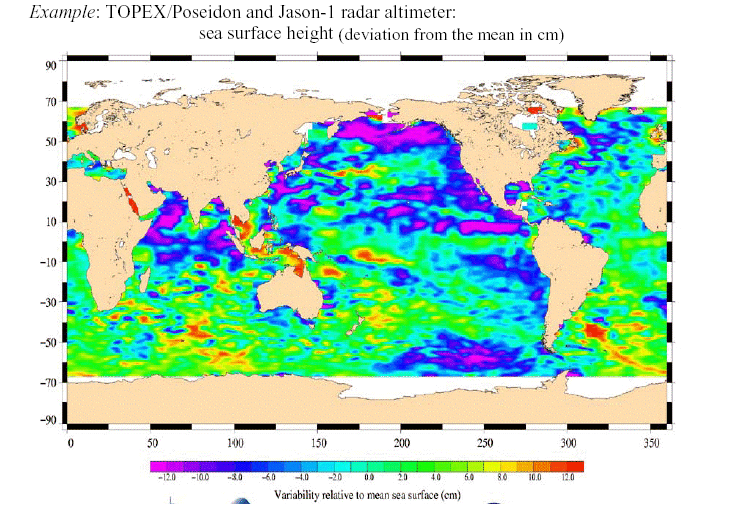 Example: TOPEX/Poseidon and Jason-1 radar altimeter:
sea surface height (deviation from the mean in cm)
90
70
50
30
10
-10
-30
-50
-70
-90
0 50 100 150 200 250 300 350
-12.0 -10.0 -8.0 -6.0 -4.0 -2.0 0.0 2.0 4.0 6.0 8.0 10.0 12.0
Variability relative to mean sea surface (cm)